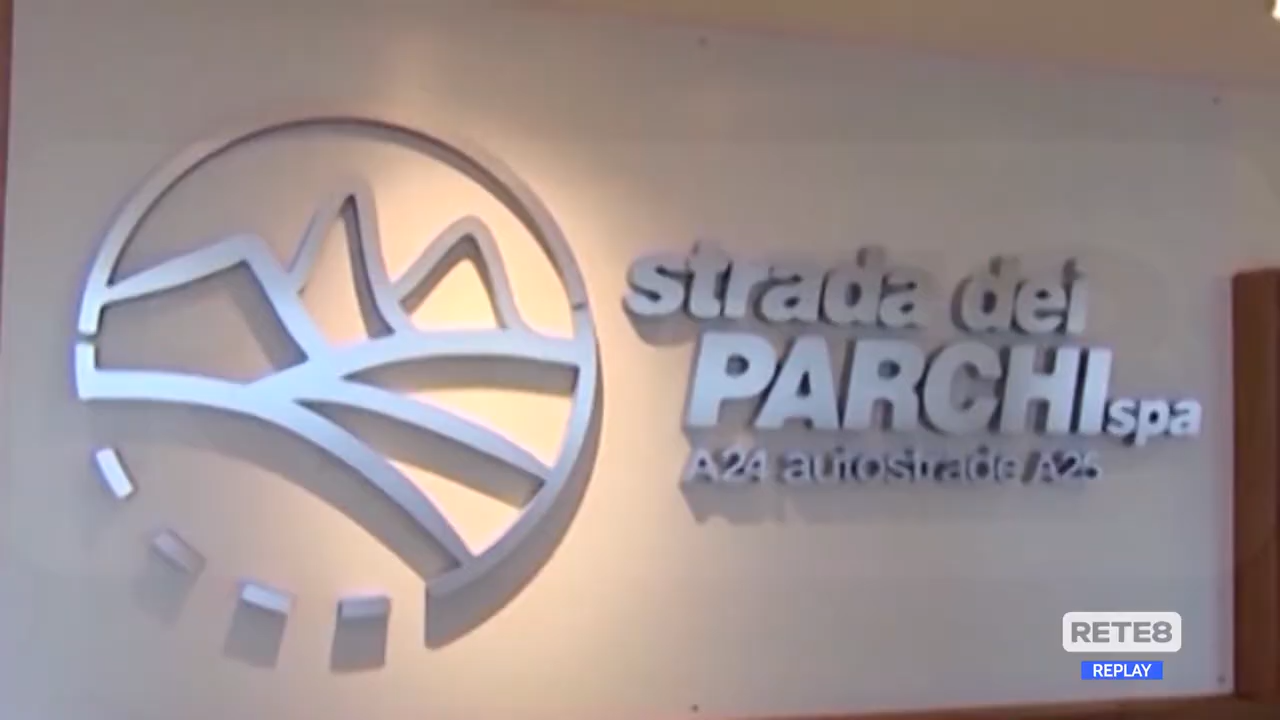 strada dei
PARCHI spa
A24 autostrade A25
RETE8
REPLAY